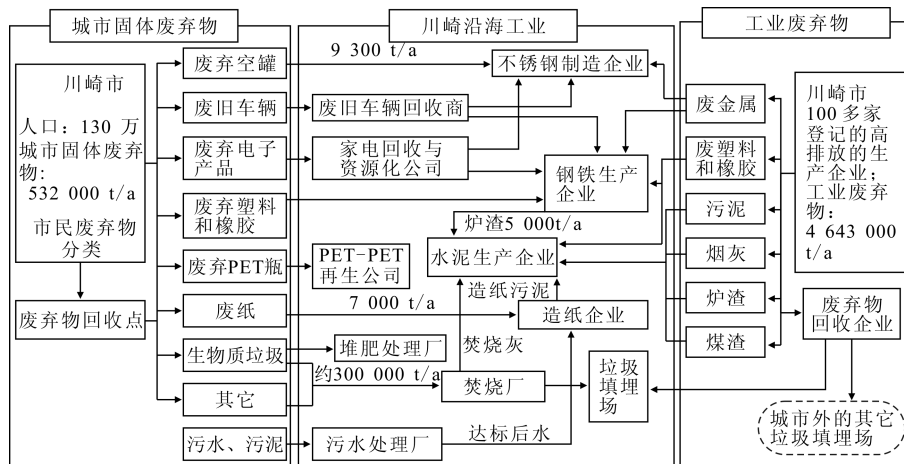 城市固体废弃物
川崎市
人口：130 万
城市固体废弃
物：
532 000 t/a
市民废弃物
分类
废弃物回收点
废弃空罐
废旧车辆
废弃电子
产品
废弃塑料
和橡胶
废弃PET瓶
废纸
生物质垃圾
其它
污水、污泥
川崎沿海工业
9 300 t/a
不锈钢制造企业
废旧车辆回收商
家电回收与
资源化公司
钢铁生产
企业
炉渣5 000t/a
水泥生产企业
PET-PET
再生公司
造纸污泥
7 000 t/a
造纸企业
堆肥处理厂
焚烧灰
约300 000 t/a
焚烧厂
垃圾
填埋
场
污水处理厂
达标后水
工业废弃物
废金属
废塑料
和橡胶
污泥
烟灰
炉渣
煤渣
川崎市
100 多家
登记的高
排放的生
产企业；
工业废弃
物：
4 643 000
t/a
废弃物
回收企业
城市外的其它
垃圾填埋场